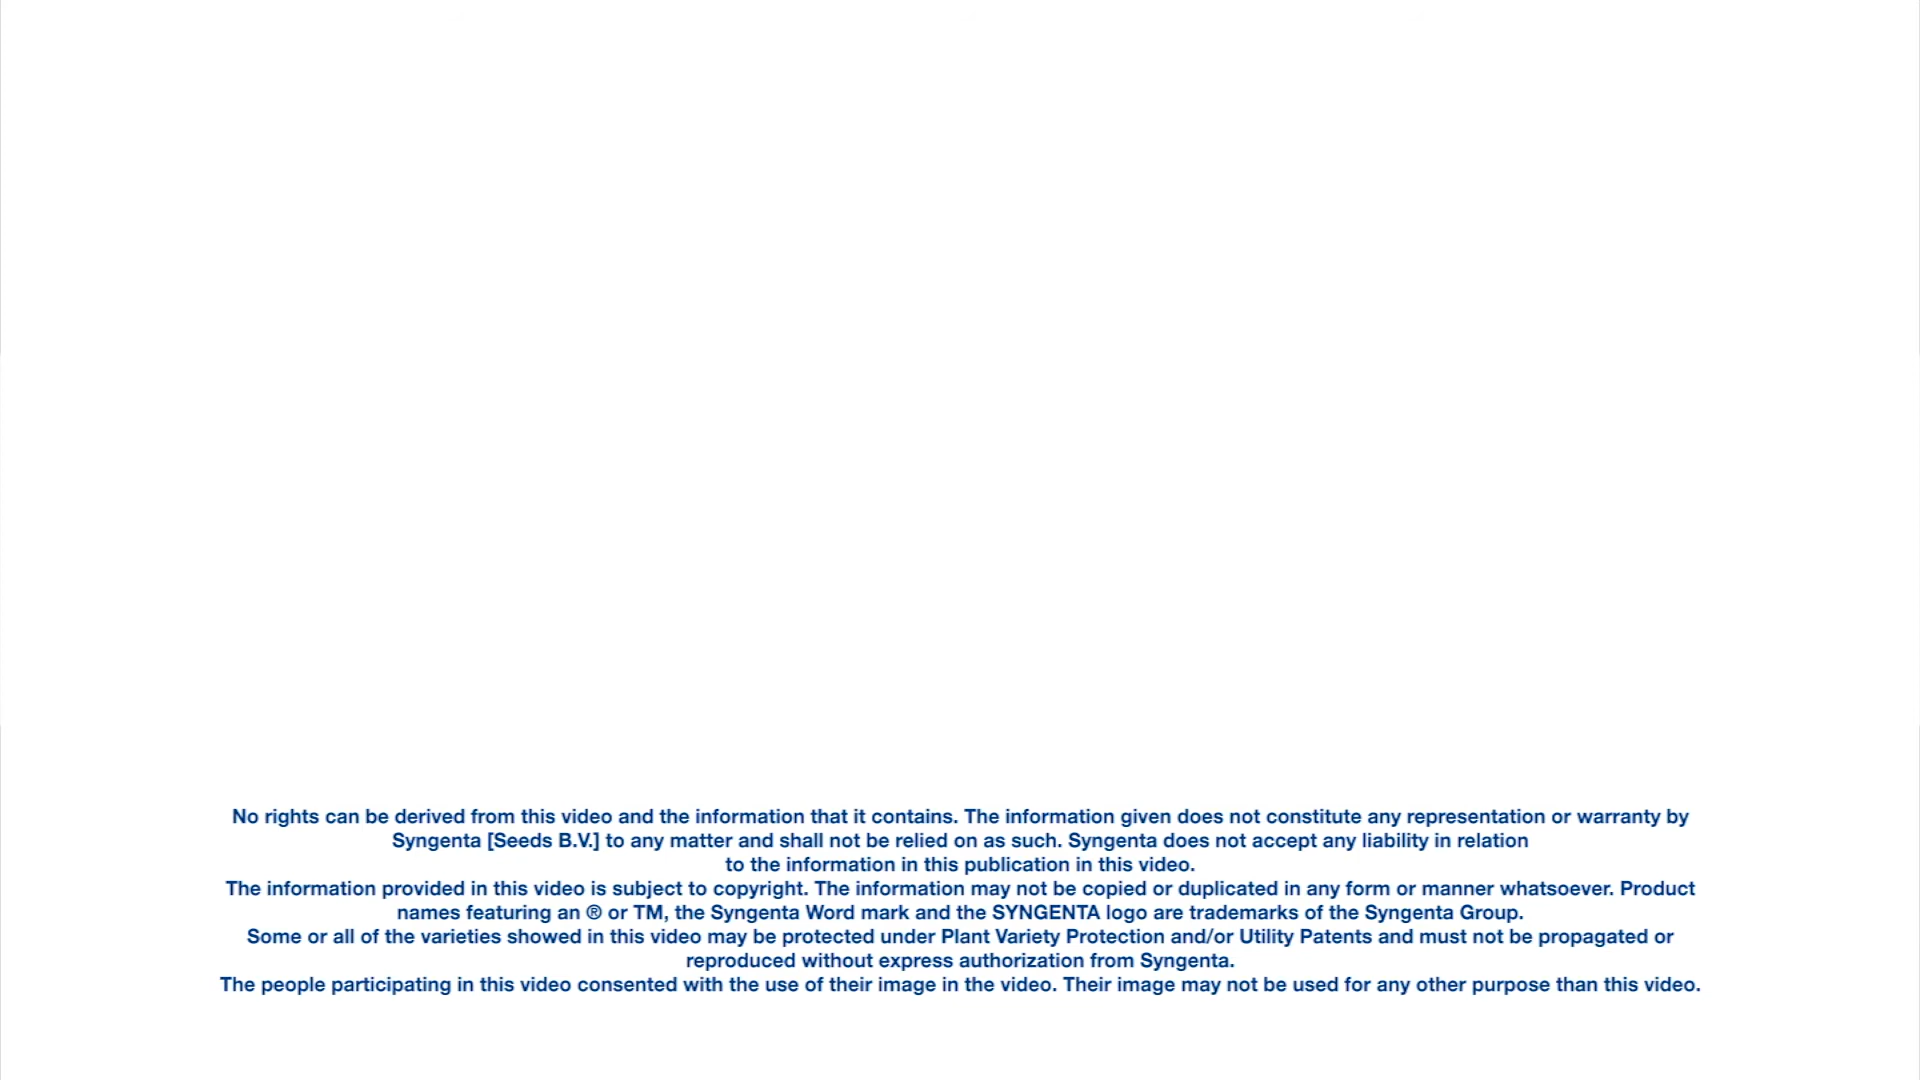 No rights can be derived from this video and the information that it contains. The information given does not constitute any representation or warranty by
Syngenta [Seeds B.V.] to any matter and shall not be relied on as such. Syngenta does not accept any liability in relation
to the information in this publication in this video.
The information provided in this video is subject to copyright. The information may not be copied or duplicated in any form or manner whatsoever. Product
names featuring an ® or TM, the Syngenta Word mark and the SYNGENTA logo are trademarks of the Syngenta Group.
Some or all of the varieties showed in this video may be protected under Plant Variety Protection and/or Utility Patents and must not be propagated or
reproduced without express authorization from Syngenta.
The people participating in this video consented with the use of their image in the video. Their image may not be used for any other purpose than this video.